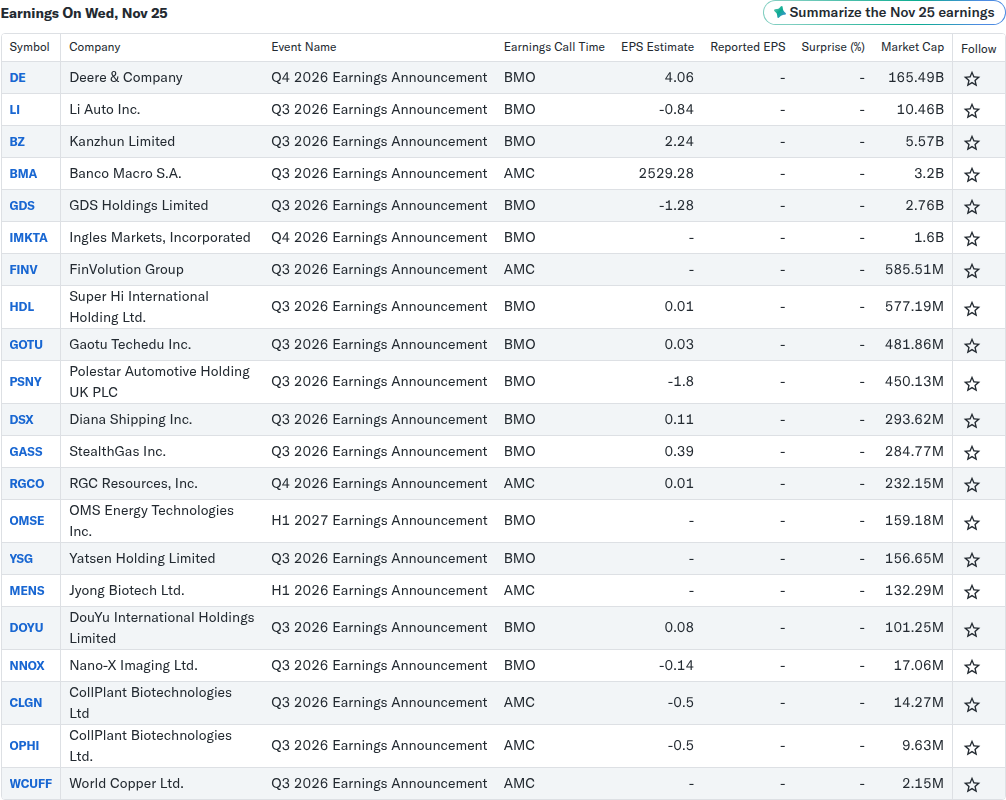 Earnings On Wed, Nov 25
Summarize the Nov 25 earnings
Symbol Company Event Name Earnings Call Time EPS Estimate Reported EPS Surprise (%) Market Cap Follow
DE Deere & Company Q4 2026 Earnings Announcement BMO 4.06 - - 165.49B
LI Li Auto Inc. Q3 2026 Earnings Announcement BMO -0.84 - - 10.46B
BZ Kanzhun Limited Q3 2026 Earnings Announcement BMO 2.24 - - 5.57B
BMA Banco Macro S.A. Q3 2026 Earnings Announcement AMC 2529.28 - - 3.2B
GDS GDS Holdings Limited Q3 2026 Earnings Announcement BMO -1.28 - - 2.76B
IMKTA Ingles Markets, Incorporated Q4 2026 Earnings Announcement BMO - - - 1.6B
FINV FinVolution Group Q3 2026 Earnings Announcement AMC - - - 585.51M
HDL Super Hi International
Holding Ltd. Q3 2026 Earnings Announcement BMO 0.01 - - 577.19M
GOTU Gaotu Techedu Inc. Q3 2026 Earnings Announcement BMO 0.03 - - 481.86M
PSNY Polestar Automotive Holding
UK PLC Q3 2026 Earnings Announcement BMO -1.8 - - 450.13M
DSX Diana Shipping Inc. Q3 2026 Earnings Announcement BMO 0.11 - - 293.62M
GASS StealthGas Inc. Q3 2026 Earnings Announcement BMO 0.39 - - 284.77M
RGCO RGC Resources, Inc. Q4 2026 Earnings Announcement AMC 0.01 - - 232.15M
OMSE OMS Energy Technologies
Inc. H1 2027 Earnings Announcement BMO - - - 159.18M
YSG Yatsen Holding Limited Q3 2026 Earnings Announcement BMO - - - 156.65M
MENS Jyong Biotech Ltd. H1 2026 Earnings Announcement AMC - - - 132.29M
DOYU DouYu International Holdings
Limited Q3 2026 Earnings Announcement BMO 0.08 - - 101.25M
NNOX Nano-X Imaging Ltd. Q3 2026 Earnings Announcement BMO -0.14 - - 17.06M
CLGN CollPlant Biotechnologies
Ltd Q3 2026 Earnings Announcement AMC -0.5 - - 14.27M
OPHI CollPlant Biotechnologies
Ltd. Q3 2026 Earnings Announcement AMC -0.5 - - 9.63M
WCUFF World Copper Ltd. Q3 2026 Earnings Announcement AMC - - - 2.15M